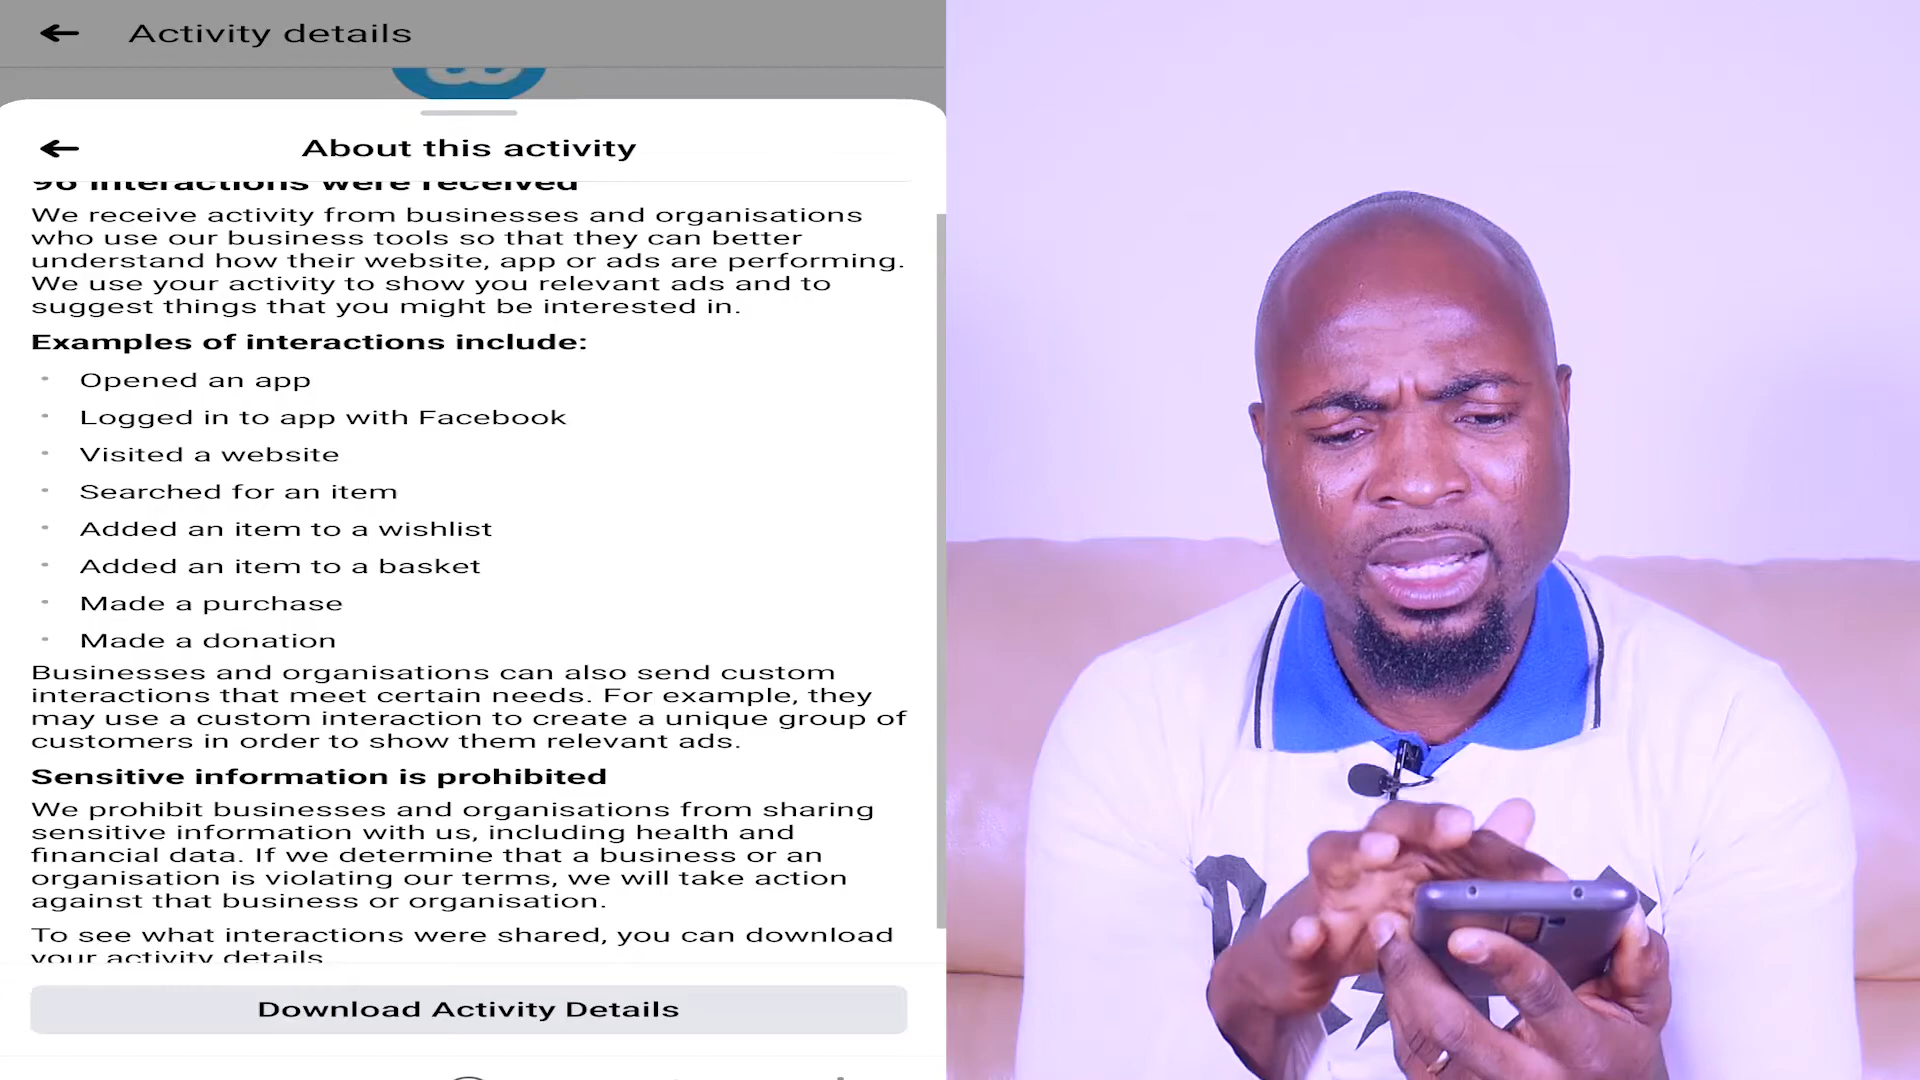 Activity details
About this activity
96 interactions were received
We receive activity from businesses and organisations
who use our business tools so that they can better
understand how their website, app or ads are performing.
We use your activity to show you relevant ads and to
suggest things that you might be interested in.
Examples of interactions include:
Opened an app
Logged in to app with Facebook
Visited a website
Searched for an item
Added an item to a wishlist
Added an item to a basket
Made a purchase
Made a donation
Businesses and organisations can also send custom
interactions that meet certain needs. For example, they
may use a custom interaction to create a unique group of
customers in order to show them relevant ads.
Sensitive information is prohibited
We prohibit businesses and organisations from sharing
sensitive information with us, including health and
financial data. If we determine that a business or an
organisation is violating our terms, we will take action
against that business or organisation.
To see what interactions were shared, you can download
your activity details
Download Activity Details